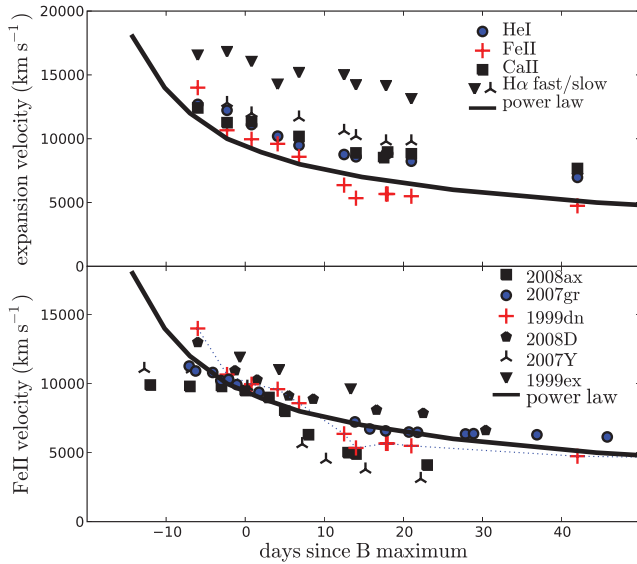 20000
15000
10000
5000
0
expansion velocity (km s⁻¹)
HeI
FeII
CaII
Hα fast/slow
power law
15000
10000
5000
0
FeII velocity (km s⁻¹)
2008ax
2007gr
1999dn
2008D
2007Y
1999ex
power law
−10
0
10
20
30
40
days since B maximum